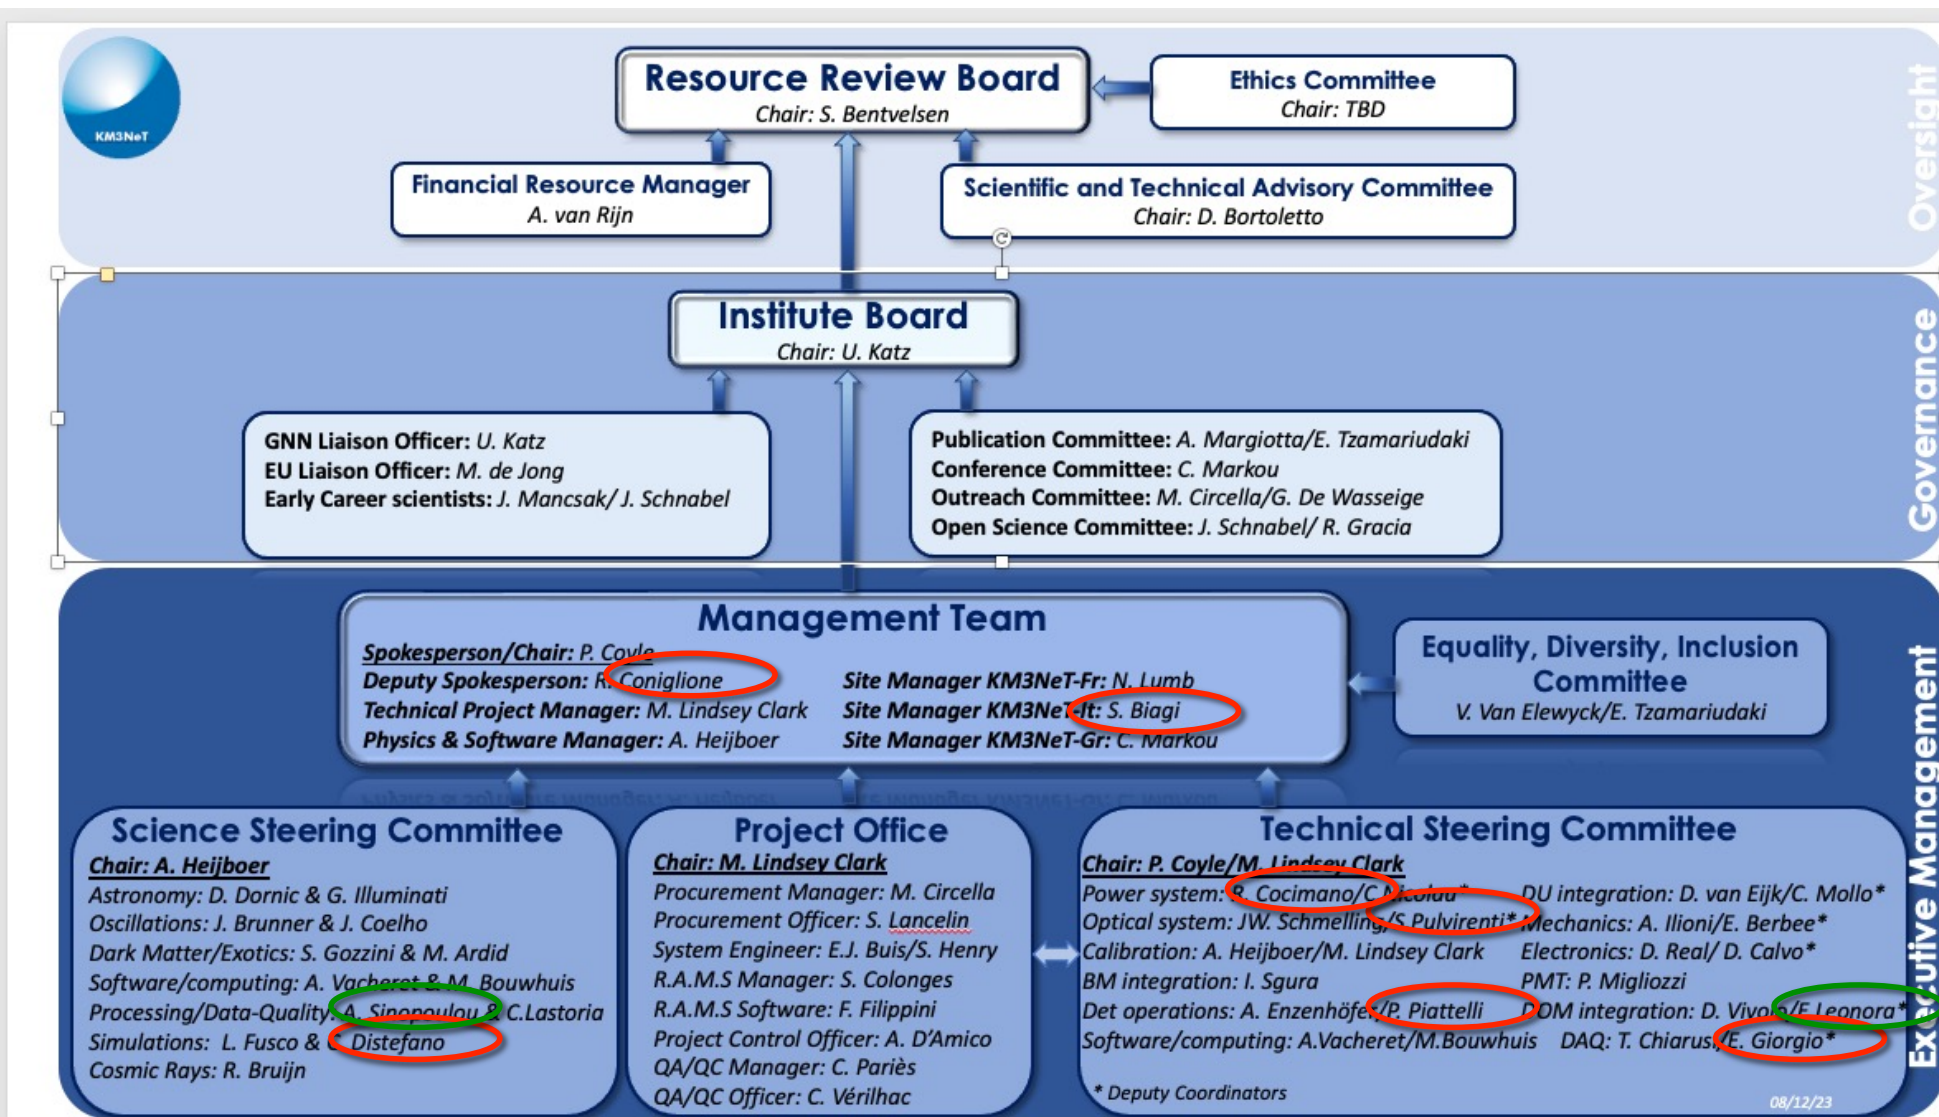 KM3NeT
Resource Review Board
Chair: S. Bentvelsen
Ethics Committee
Chair: TBD
Financial Resource Manager
A. van Rijn
Scientific and Technical Advisory Committee
Chair: D. Bortoletto
Oversight
Institute Board
Chair: U. Katz
GNN Liaison Officer: U. Katz
EU Liaison Officer: M. de Jong
Early Career scientists: J. Mancsak/ J. Schnabel
Publication Committee: A. Margiotta/E. Tzamariudaki
Conference Committee: C. Markou
Outreach Committee: M. Circella/G. De Wasseige
Open Science Committee: J. Schnabel/ R. Gracia
Governance
Management Team
Spokesperson/Chair: P. Coyle
Deputy Spokesperson: R. Coniglione
Technical Project Manager: M. Lindsey Clark
Physics & Software Manager: A. Heijboer
Site Manager KM3NeT-Fr: N. Lumb
Site Manager KM3NeT-It: S. Biagi
Site Manager KM3NeT-Gr: C. Markou
Equality, Diversity, Inclusion
Committee
V. Van Elewyck/E. Tzamariudaki
Science Steering Committee
Chair: A. Heijboer
Astronomy: D. Dornic & G. Illuminati
Oscillations: J. Brunner & J. Coelho
Dark Matter/Exotics: S. Gozzini & M. Ardid
Software/computing: A. Vacheret & M. Bouwhuis
Processing/Data-Quality: A. Sinopoulou & C.Lastoria
Simulations: L. Fusco & C. Distefano
Cosmic Rays: R. Bruijn
Project Office
Chair: M. Lindsey Clark
Procurement Manager: M. Circella
Procurement Officer: S. Lancelin
System Engineer: E.J. Buis/S. Henry
R.A.M.S Manager: S. Colonges
R.A.M.S Software: F. Filippini
Project Control Officer: A. D'Amico
QA/QC Manager: C. Pariès
QA/QC Officer: C. Vérilhac
Technical Steering Committee
Chair: P. Coyle/M. Lindsey Clark
Power system: R. Cocimano/C. Nicolau*
Optical system: JW. Schmelling/S.Pulvirenti*
Calibration: A. Heijboer/M. Lindsey Clark
BM integration: I. Sgura
Det operations: A. Enzenhöfer/P. Piattelli
Software/computing: A.Vacheret/M.Bouwhuis
DU integration: D. van Eijk/C. Mollo*
Mechanics: A. Ilioni/E. Berbee*
Electronics: D. Real/ D. Calvo*
PMT: P. Migliozzi
DOM integration: D. Vivolo/E.Leonora*
DAQ: T. Chiarusi/E. Giorgio*
* Deputy Coordinators
08/12/23
Executive Management